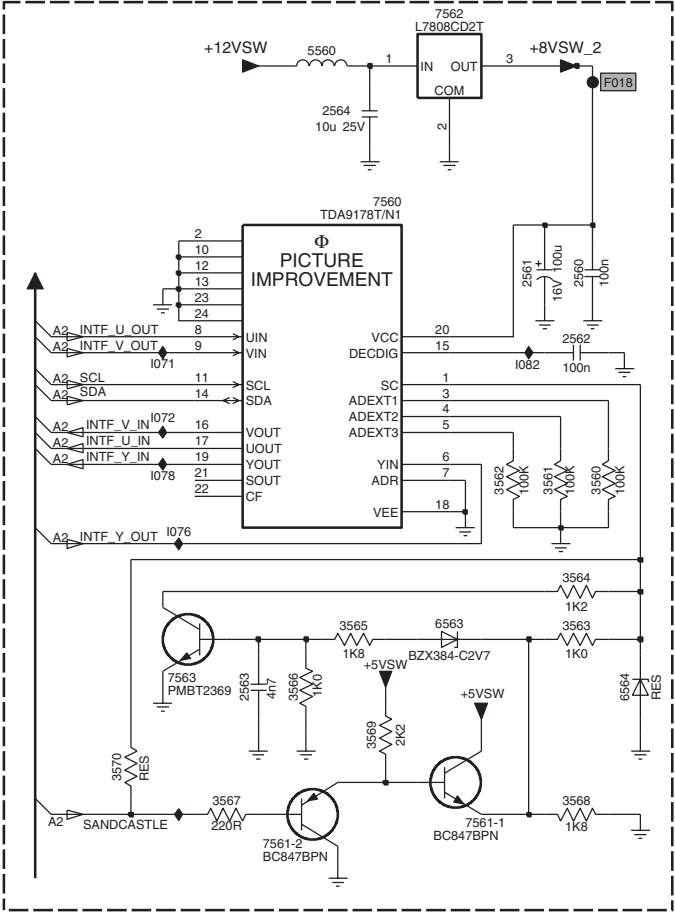 7562
L7808CD2T
+12VSW
5560
1
IN
OUT
3
+8VSW_2
F018
COM
2
2564
10u 25V
7560
TDA9178T/N1
Φ
PICTURE
IMPROVEMENT
2
10
12
13
23
24
2561
+
16V
100u
2560
100n
A2
INTF_U_OUT
8
UIN
VCC
20
A2
INTF_V_OUT
I071
9
VIN
DECDIG
15
I082
2562
100n
A2
SCL
11
SCL
SC
1
A2
SDA
14
SDA
ADEXT1
3
ADEXT2
4
A2
INTF_V_IN
I072
16
VOUT
ADEXT3
5
A2
INTF_U_IN
17
UOUT
A2
INTF_Y_IN
I078
19
YOUT
YIN
6
21
SOUT
ADR
7
22
CF
VEE
18
3562
100K
3561
100K
3560
100K
A2
INTF_Y_OUT
I076
3564
1K2
3565
1K8
6563
BZX384-C2V7
3563
1K0
7563
PMBT2369
2563
4n7
3566
1K0
+5VSW
3569
2K2
+5VSW
6564
RES
3570
RES
A2
SANDCASTLE
3567
220R
7561-2
BC847BPN
7561-1
BC847BPN
3568
1K8